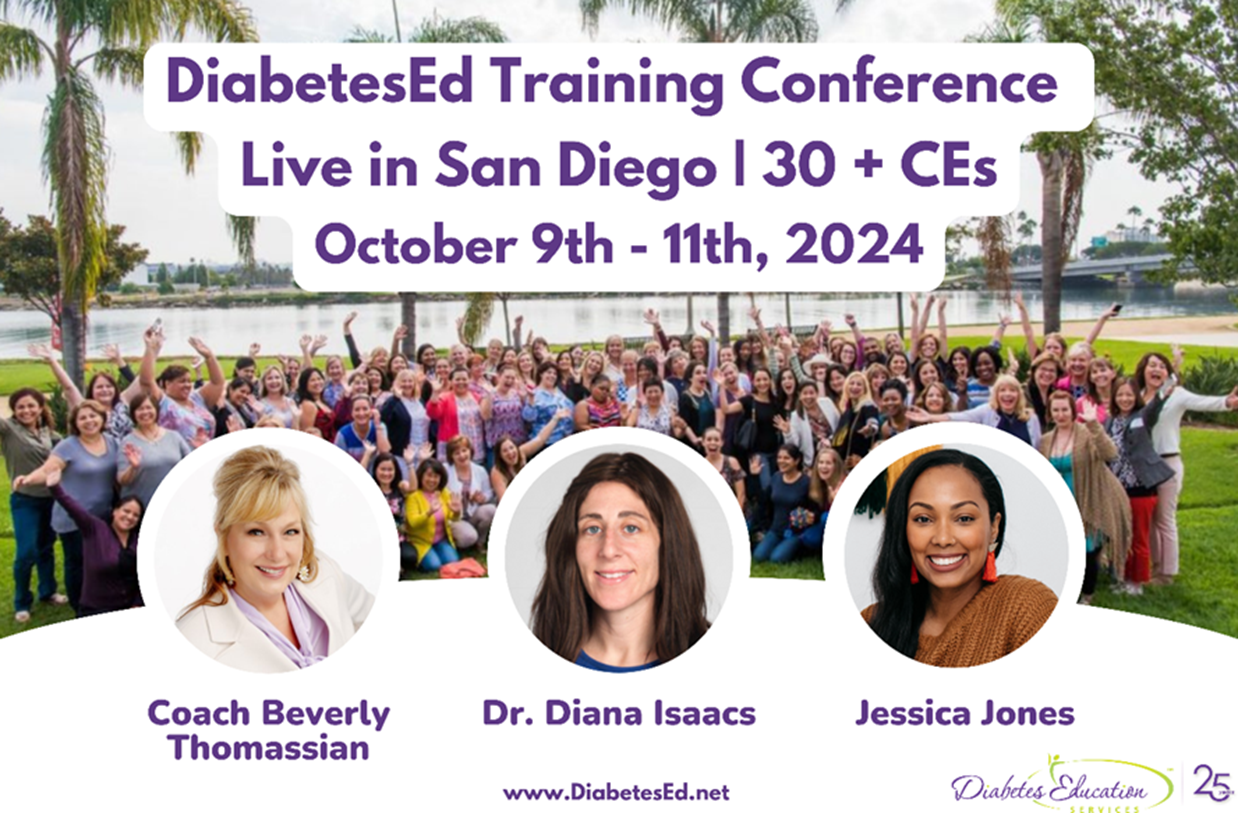 DiabetesEd Training Conference
Live in San Diego | 30 + CEs
October 9th - 11th, 2024
Coach Beverly
Thomassian
Dr. Diana Isaacs
Jessica Jones
www.DiabetesEd.net
Diabetes Education
SERVICES
25